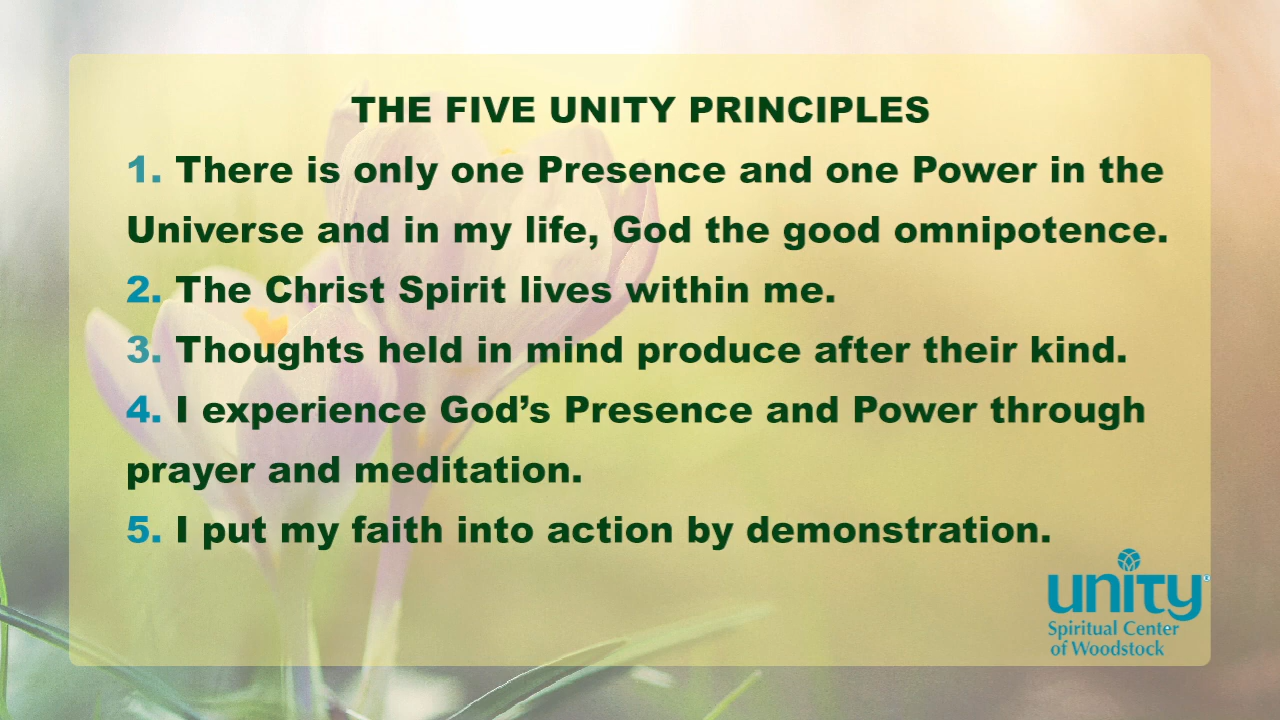 THE FIVE UNITY PRINCIPLES
1. There is only one Presence and one Power in the
Universe and in my life, God the good omnipotence.
2. The Christ Spirit lives within me.
3. Thoughts held in mind produce after their kind.
4. I experience God’s Presence and Power through
prayer and meditation.
5. I put my faith into action by demonstration.
unity®
Spiritual Center
of Woodstock